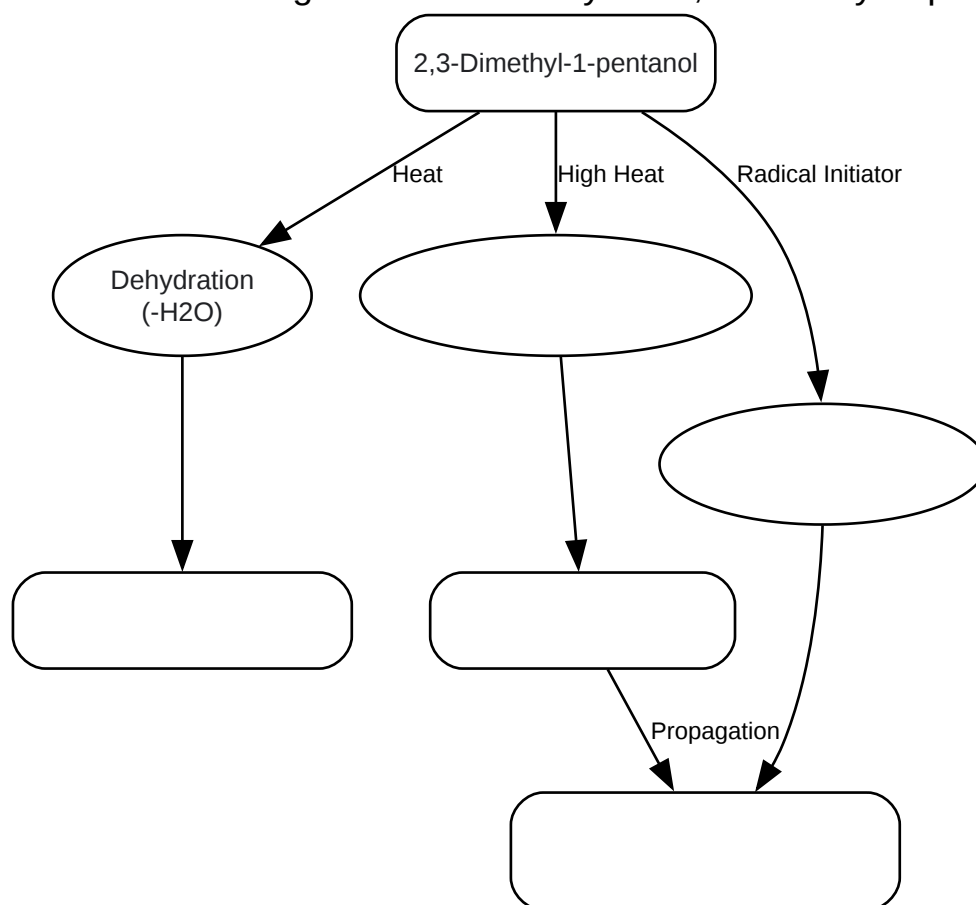 2,3-Dimethyl-1-pentanol
Heat
High Heat
Radical Initiator
Dehydration
(-H2O)
Propagation